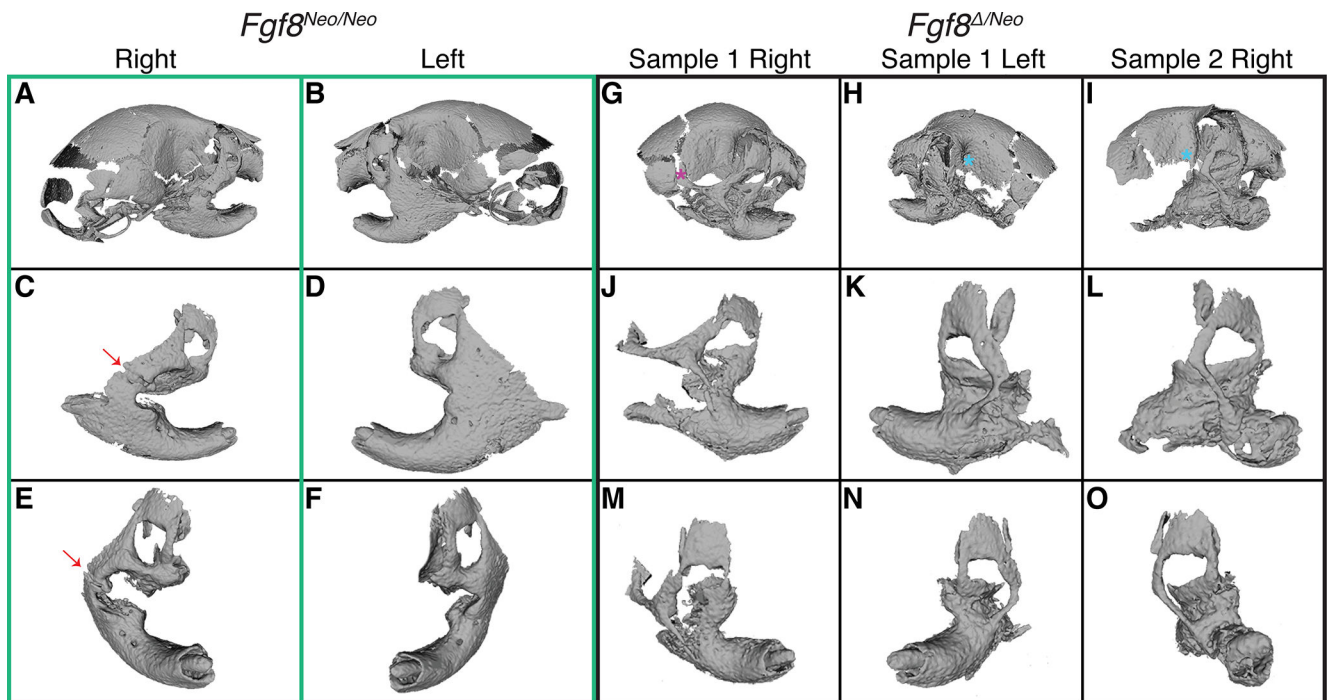 Fgf8Neo/Neo
Fgf8Δ/Neo
Right
Left
Sample 1 Right
Sample 1 Left
Sample 2 Right
A
B
G
H
I
C
D
J
K
L
E
F
M
N
O